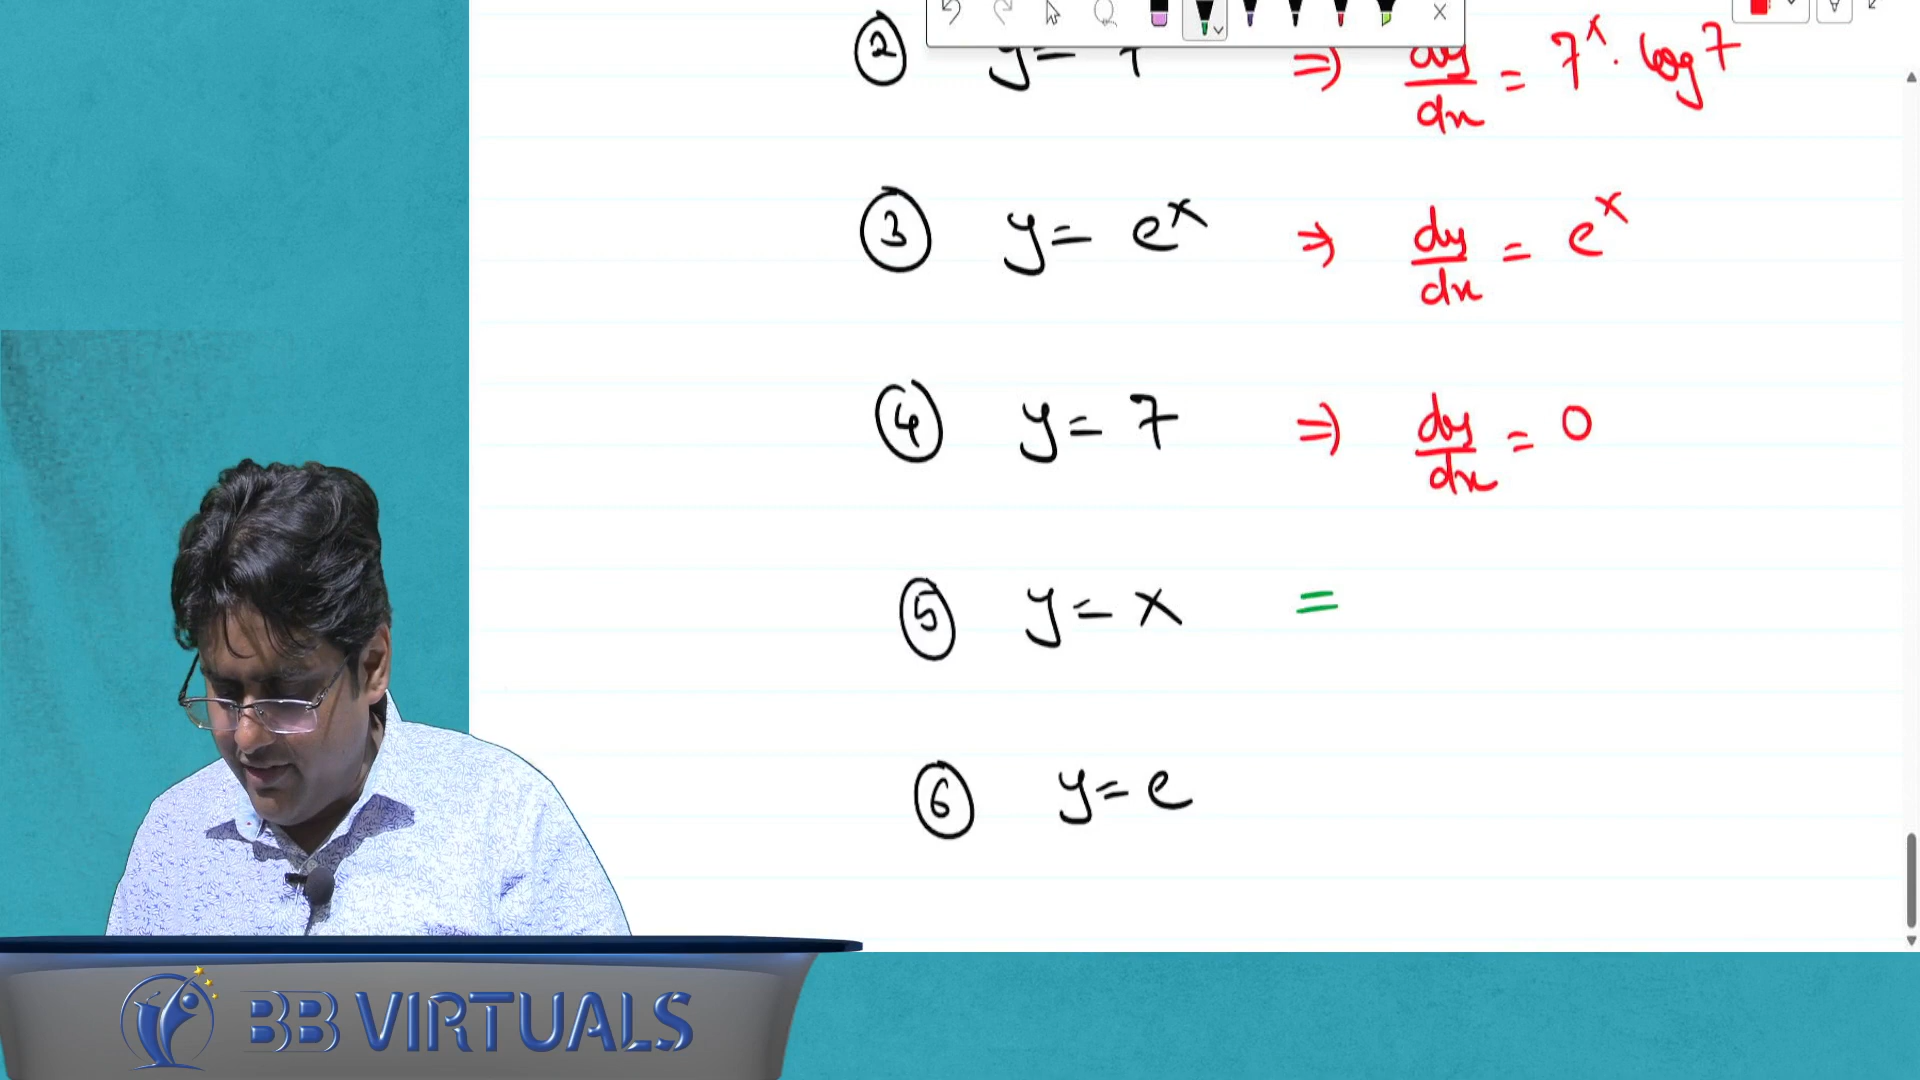 ② y = 7 ⇒ dy/dx = 7ˣ · log 7
③ y = eˣ ⇒ dy/dx = eˣ
④ y = 7 ⇒ dy/dx = 0
⑤ y = x =
⑥ y = e
BB VIRTUALS